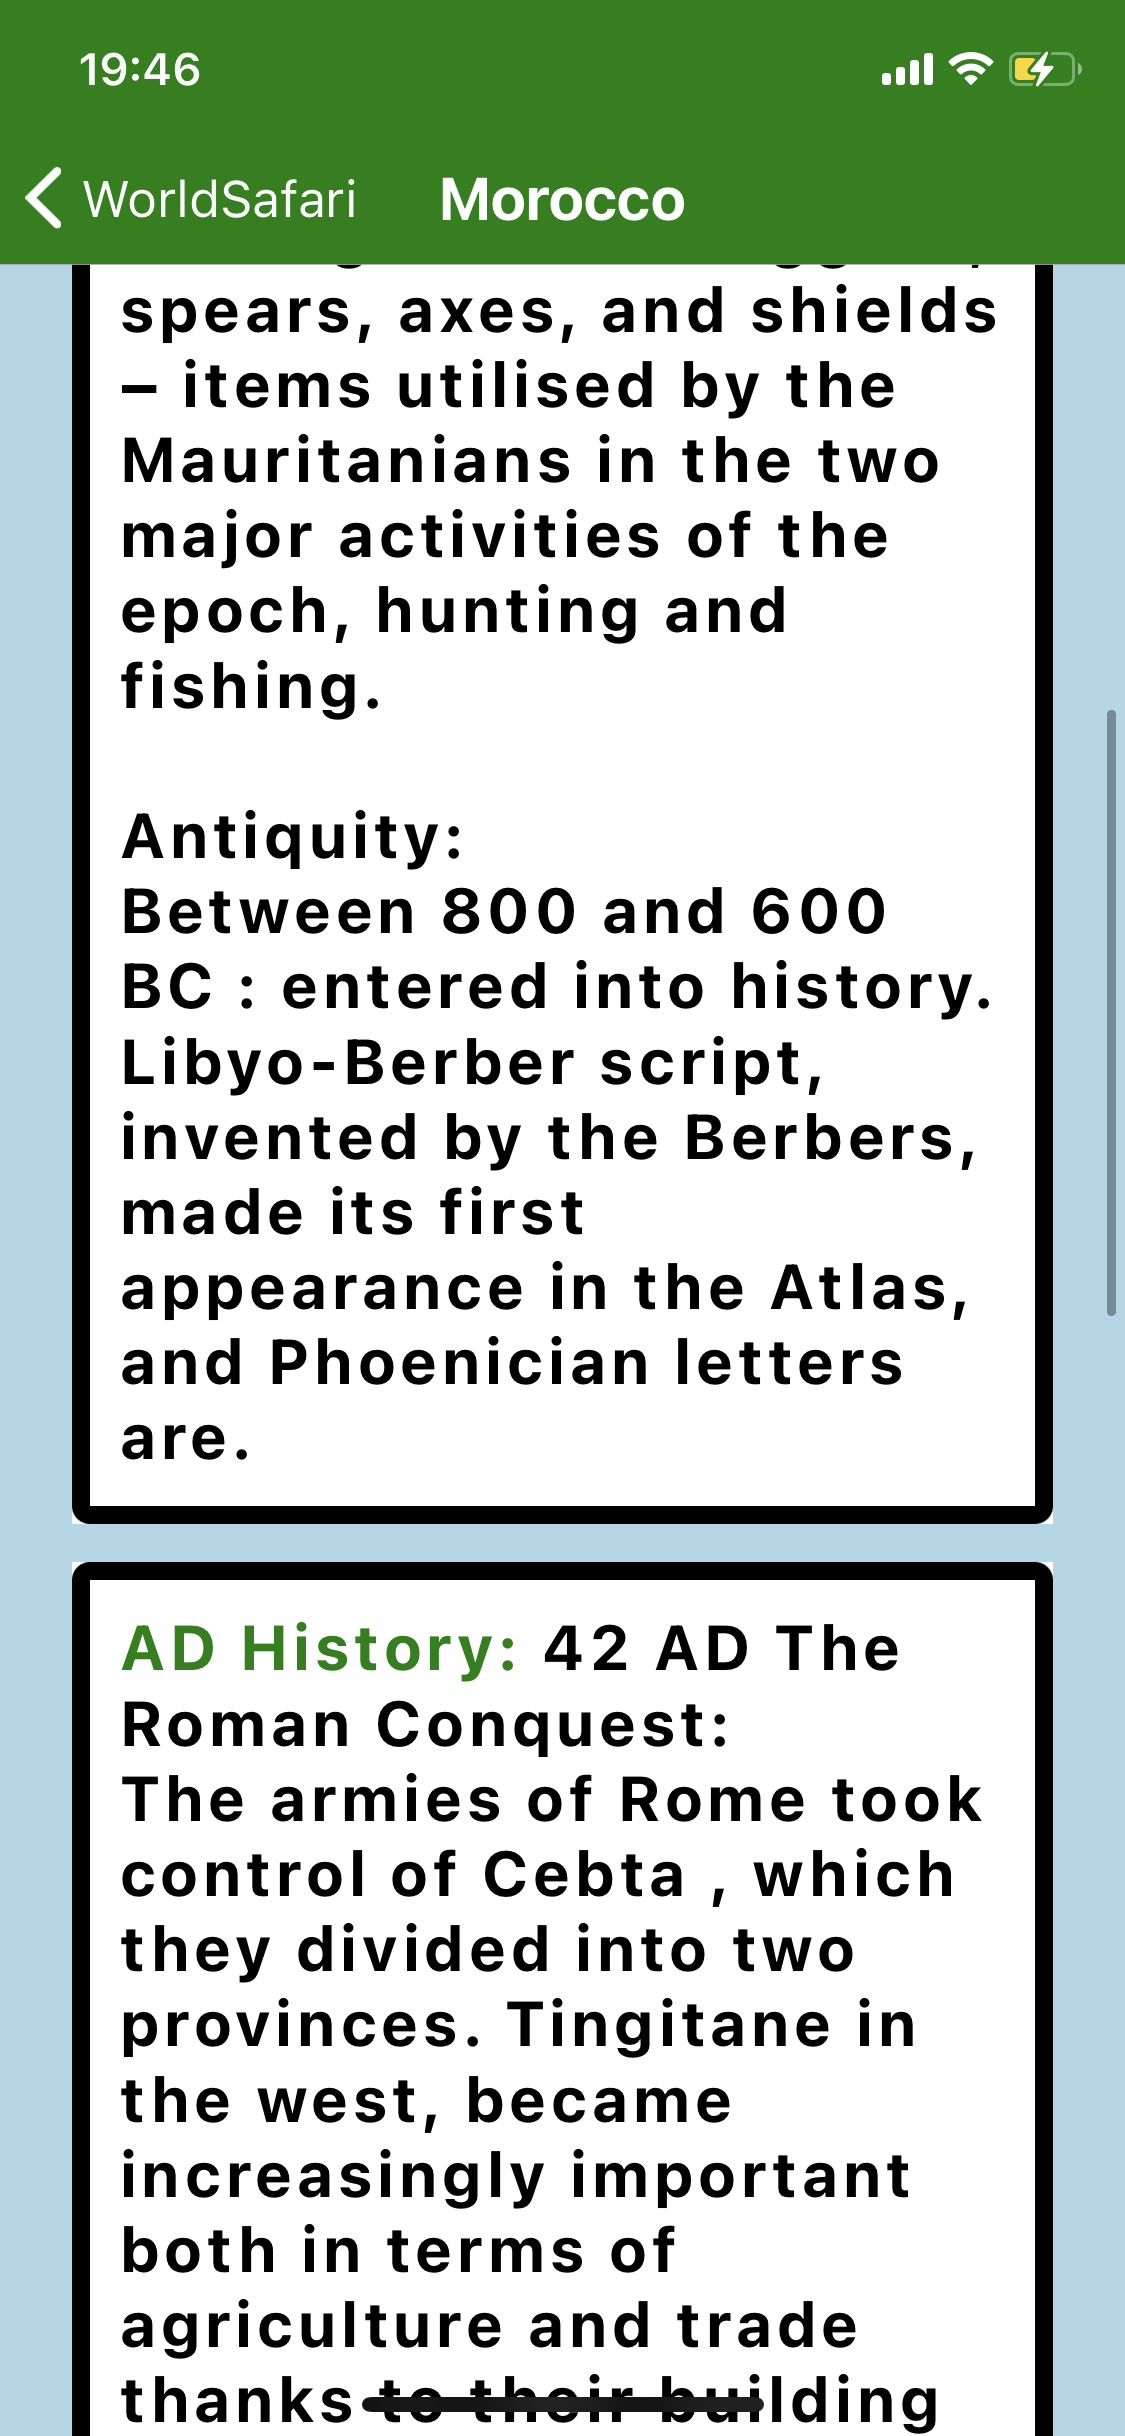 19:46
WorldSafari
Morocco
spears, axes, and shields
– items utilised by the
Mauritanians in the two
major activities of the
epoch, hunting and
fishing.
Antiquity:
Between 800 and 600
BC : entered into history.
Libyo-Berber script,
invented by the Berbers,
made its first
appearance in the Atlas,
and Phoenician letters
are.
AD History: 42 AD The
Roman Conquest:
The armies of Rome took
control of Cebta , which
they divided into two
provinces. Tingitane in
the west, became
increasingly important
both in terms of
agriculture and trade
thanks to their building